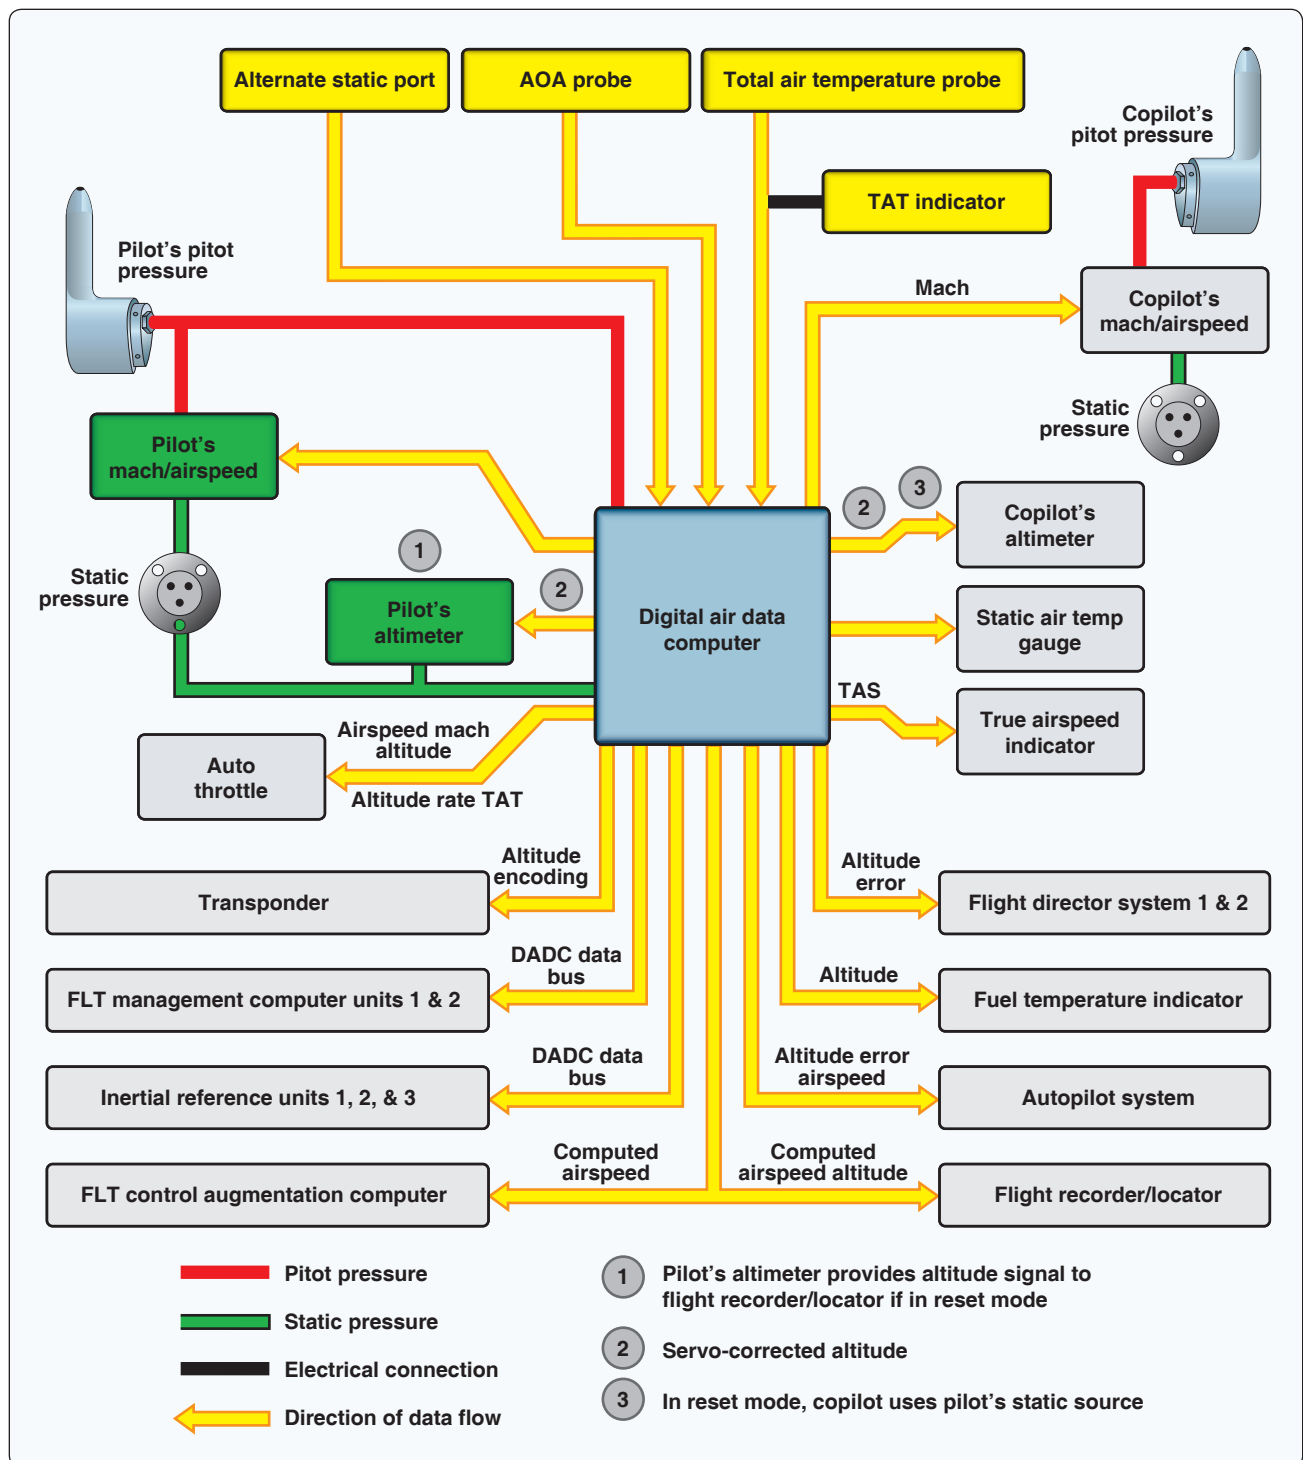 Alternate static port
AOA probe
Total air temperature probe
Copilot's
pitot pressure
TAT indicator
Pilot's pitot
pressure
Mach
Copilot's
mach/airspeed
Static
pressure
Pilot's
mach/airspeed
2
3
Copilot's
altimeter
1
Static
pressure
2
Pilot's
altimeter
Digital air data
computer
Static air temp
gauge
TAS
True airspeed
indicator
Airspeed mach
altitude
Auto
throttle
Altitude rate TAT
Altitude
encoding
Transponder
Altitude
error
Flight director system 1 & 2
DADC data
bus
FLT management computer units 1 & 2
Altitude
Fuel temperature indicator
DADC data
bus
Inertial reference units 1, 2, & 3
Altitude error
airspeed
Autopilot system
Computed
airspeed
FLT control augmentation computer
Computed
airspeed altitude
Flight recorder/locator
Pitot pressure
Static pressure
Electrical connection
Direction of data flow
1 Pilot's altimeter provides altitude signal to
flight recorder/locator if in reset mode
2 Servo-corrected altitude
3 In reset mode, copilot uses pilot's static source